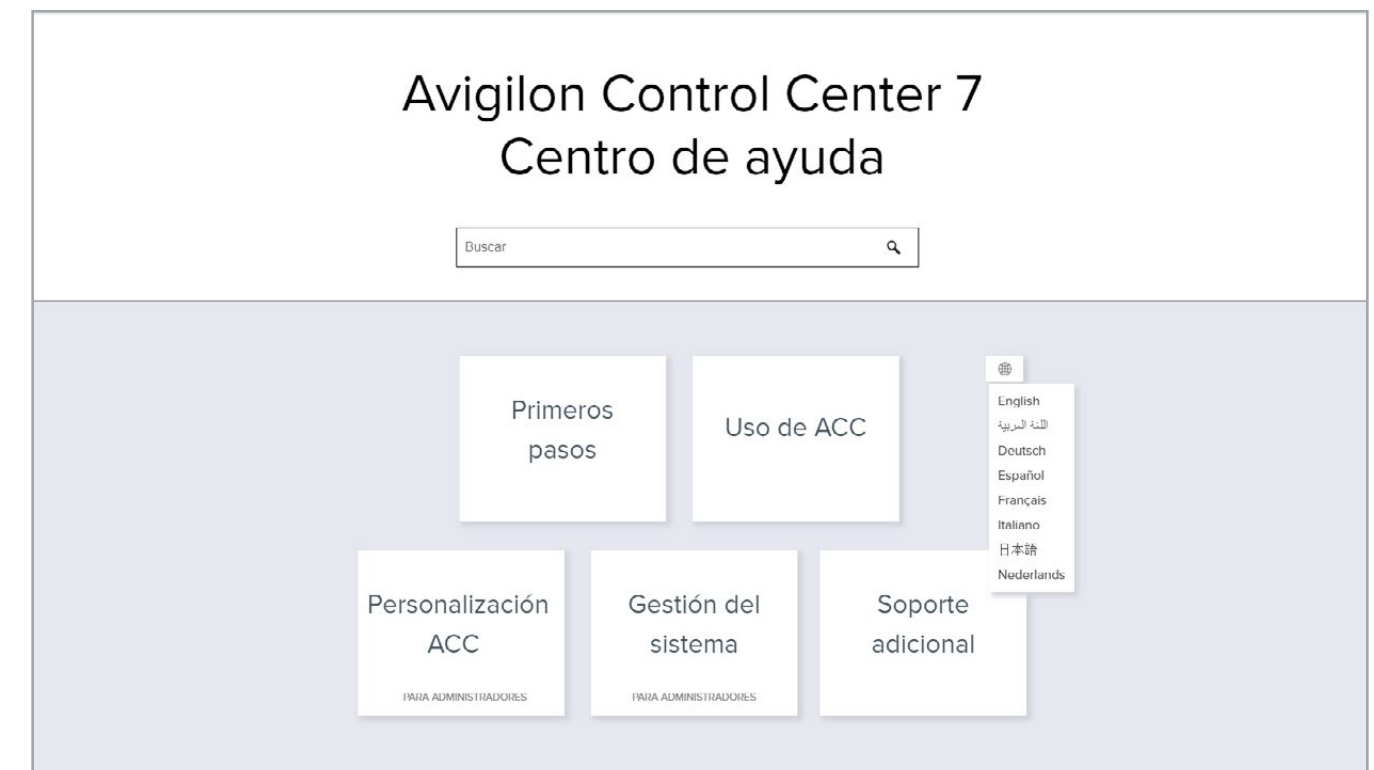 Avigilon Control Center 7
Centro de ayuda
Buscar
Primeros
pasos
Uso de ACC
English
اللغة العربية
Deutsch
Español
Français
Italiano
日本語
Nederlands
Personalización
ACC
PARA ADMINISTRADORES
Gestión del
sistema
PARA ADMINISTRADORES
Soporte
adicional